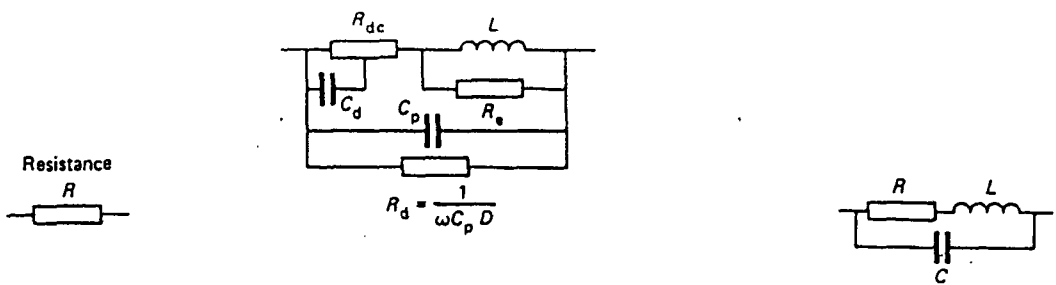 Resistance
R
R_dc
L
C_d
R_e
C_p
R_d = 1/(ωC_p D)
R
L
C